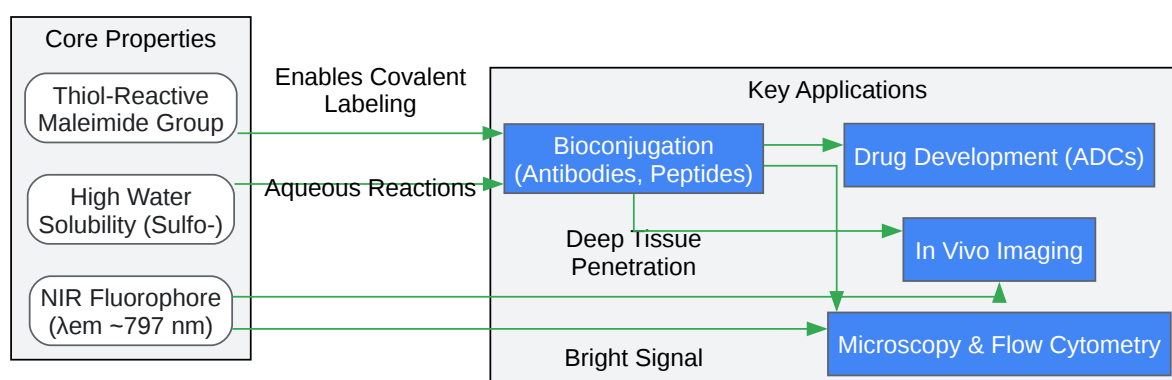 Core Properties
Thiol-Reactive
Maleimide Group
High Water
Solubility (Sulfo-)
NIR Fluorophore
(λem ~797 nm)
Enables Covalent
Labeling
Aqueous Reactions
Key Applications
Bioconjugation
(Antibodies, Peptides)
Drug Development (ADCs)
Deep Tissue
Penetration
In Vivo Imaging
Microscopy & Flow Cytometry
Bright Signal